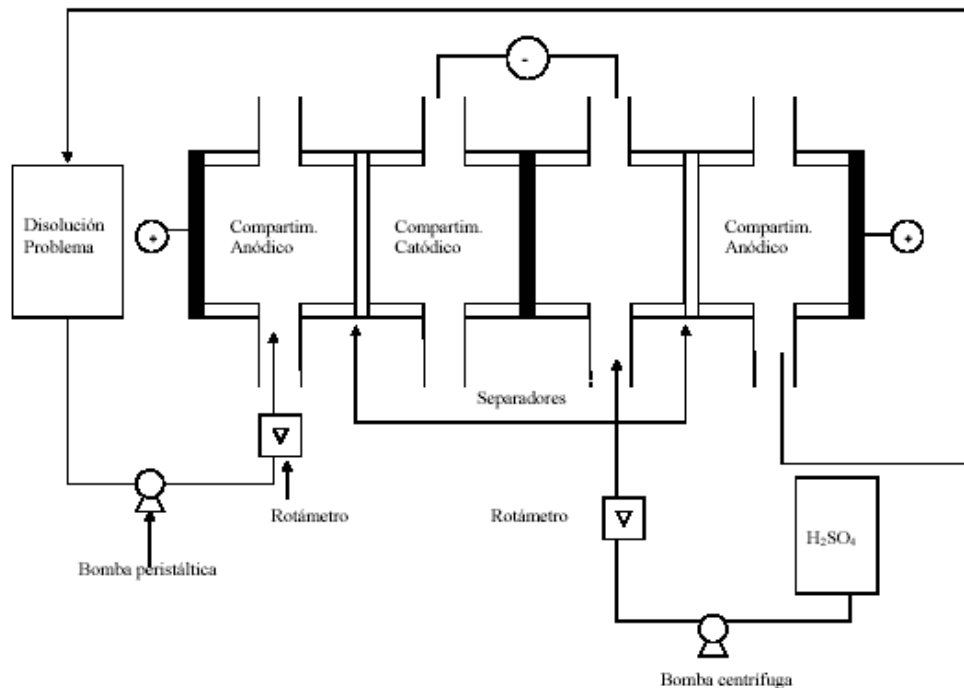 -
Disolución
Problema
+
Compartim.
Anódico
Compartim.
Catódico
Compartim.
Anódico
+
Separadores
Rotámetro
Rotámetro
H₂SO₄
Bomba peristáltica
Bomba centrífuga